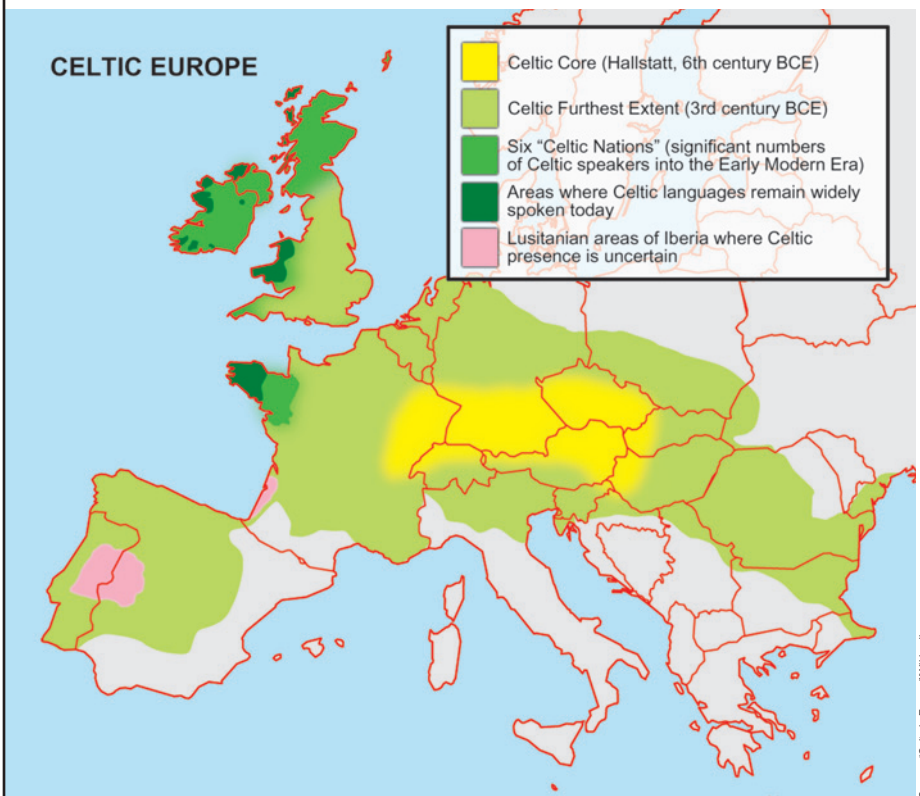 CELTIC EUROPE
Celtic Core (Hallstatt, 6th century BCE)
Celtic Furthest Extent (3rd century BCE)
Six “Celtic Nations” (significant numbers
of Celtic speakers into the Early Modern Era)
Areas where Celtic languages remain widely
spoken today
Lusitanian areas of Iberia where Celtic
presence is uncertain